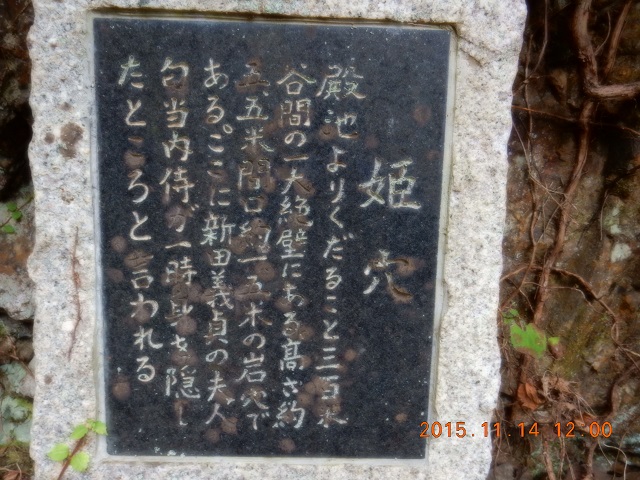 姫穴
殿池よりくだること三百米
谷間の一大絶壁にある高さ約
五、五米間口約一、五米の岩穴で
ある。ここに新田義貞の夫人
勾当内侍が一時身を隠し
たところと言われる
2015.11.14 12:00